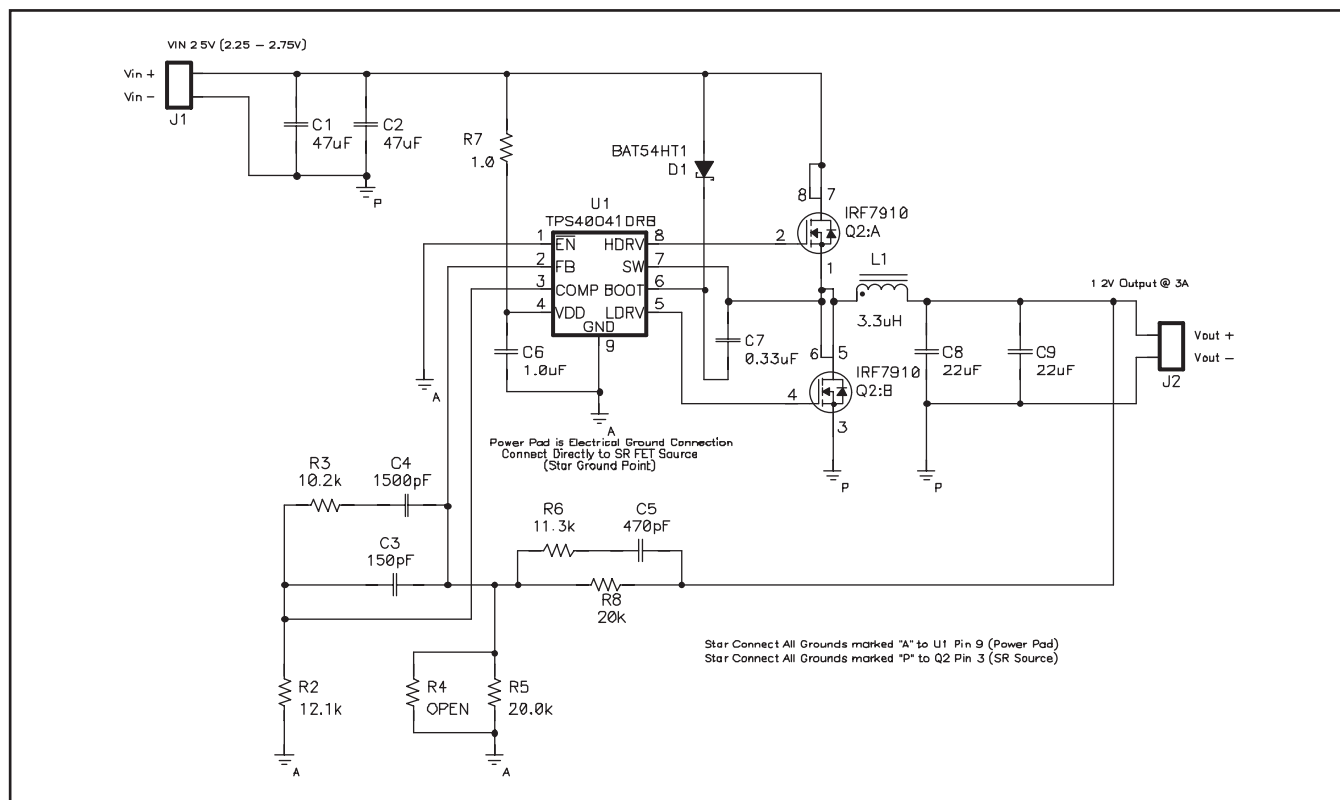 VIN 2 5V (2.25 – 2.75V)
Vin +
Vin –
J1
C1
47uF
C2
47uF
P
R7
1.0
BAT54HT1
D1
U1
TPS40041DRB
1
EN
HDRV
8
2
FB
SW
7
3
COMP
BOOT
6
4
VDD
LDRV
5
GND
9
8
7
IRF7910
Q2:A
2
1
L1
3.3uH
1 2V Output @ 3A
Vout +
Vout –
J2
C6
1.0uF
C7
0.33uF
6
5
IRF7910
Q2:B
4
3
C8
22uF
C9
22uF
A
A
P
P
Power Pad is Electrical Ground Connection
Connect Directly to SR FET Source
(Star Ground Point)
R3
10.2k
C4
1500pF
R6
11.3k
C5
470pF
C3
150pF
R8
20k
Star Connect All Grounds marked "A" to U1 Pin 9 (Power Pad)
Star Connect All Grounds marked "P" to Q2 Pin 3 (SR Source)
R2
12.1k
R4
OPEN
R5
20.0k
A
A